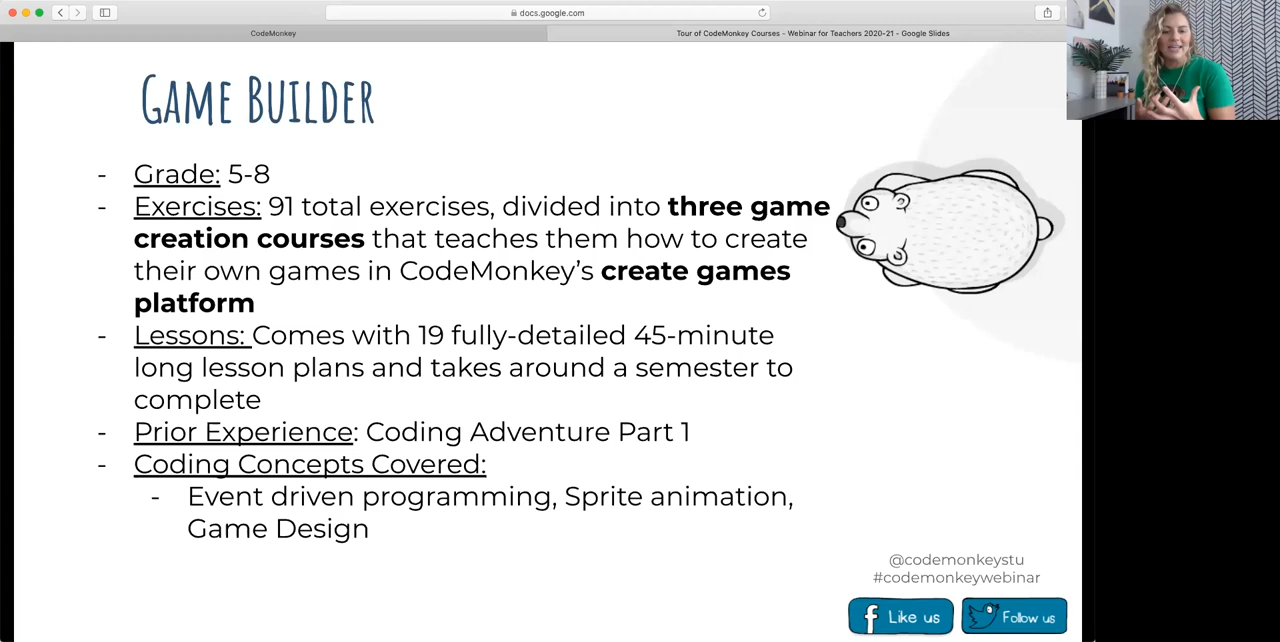 docs.google.com
CodeMonkey
Tour of CodeMonkey Courses - Webinar for Teachers 2020-21 - Google Slides
GAME BUILDER
- Grade: 5-8
- Exercises: 91 total exercises, divided into three game
creation courses that teaches them how to create
their own games in CodeMonkey’s create games
platform
- Lessons: Comes with 19 fully-detailed 45-minute
long lesson plans and takes around a semester to
complete
- Prior Experience: Coding Adventure Part 1
- Coding Concepts Covered:
- Event driven programming, Sprite animation,
Game Design
@codemonkeystu
#codemonkeywebinar
f Like us
Follow us